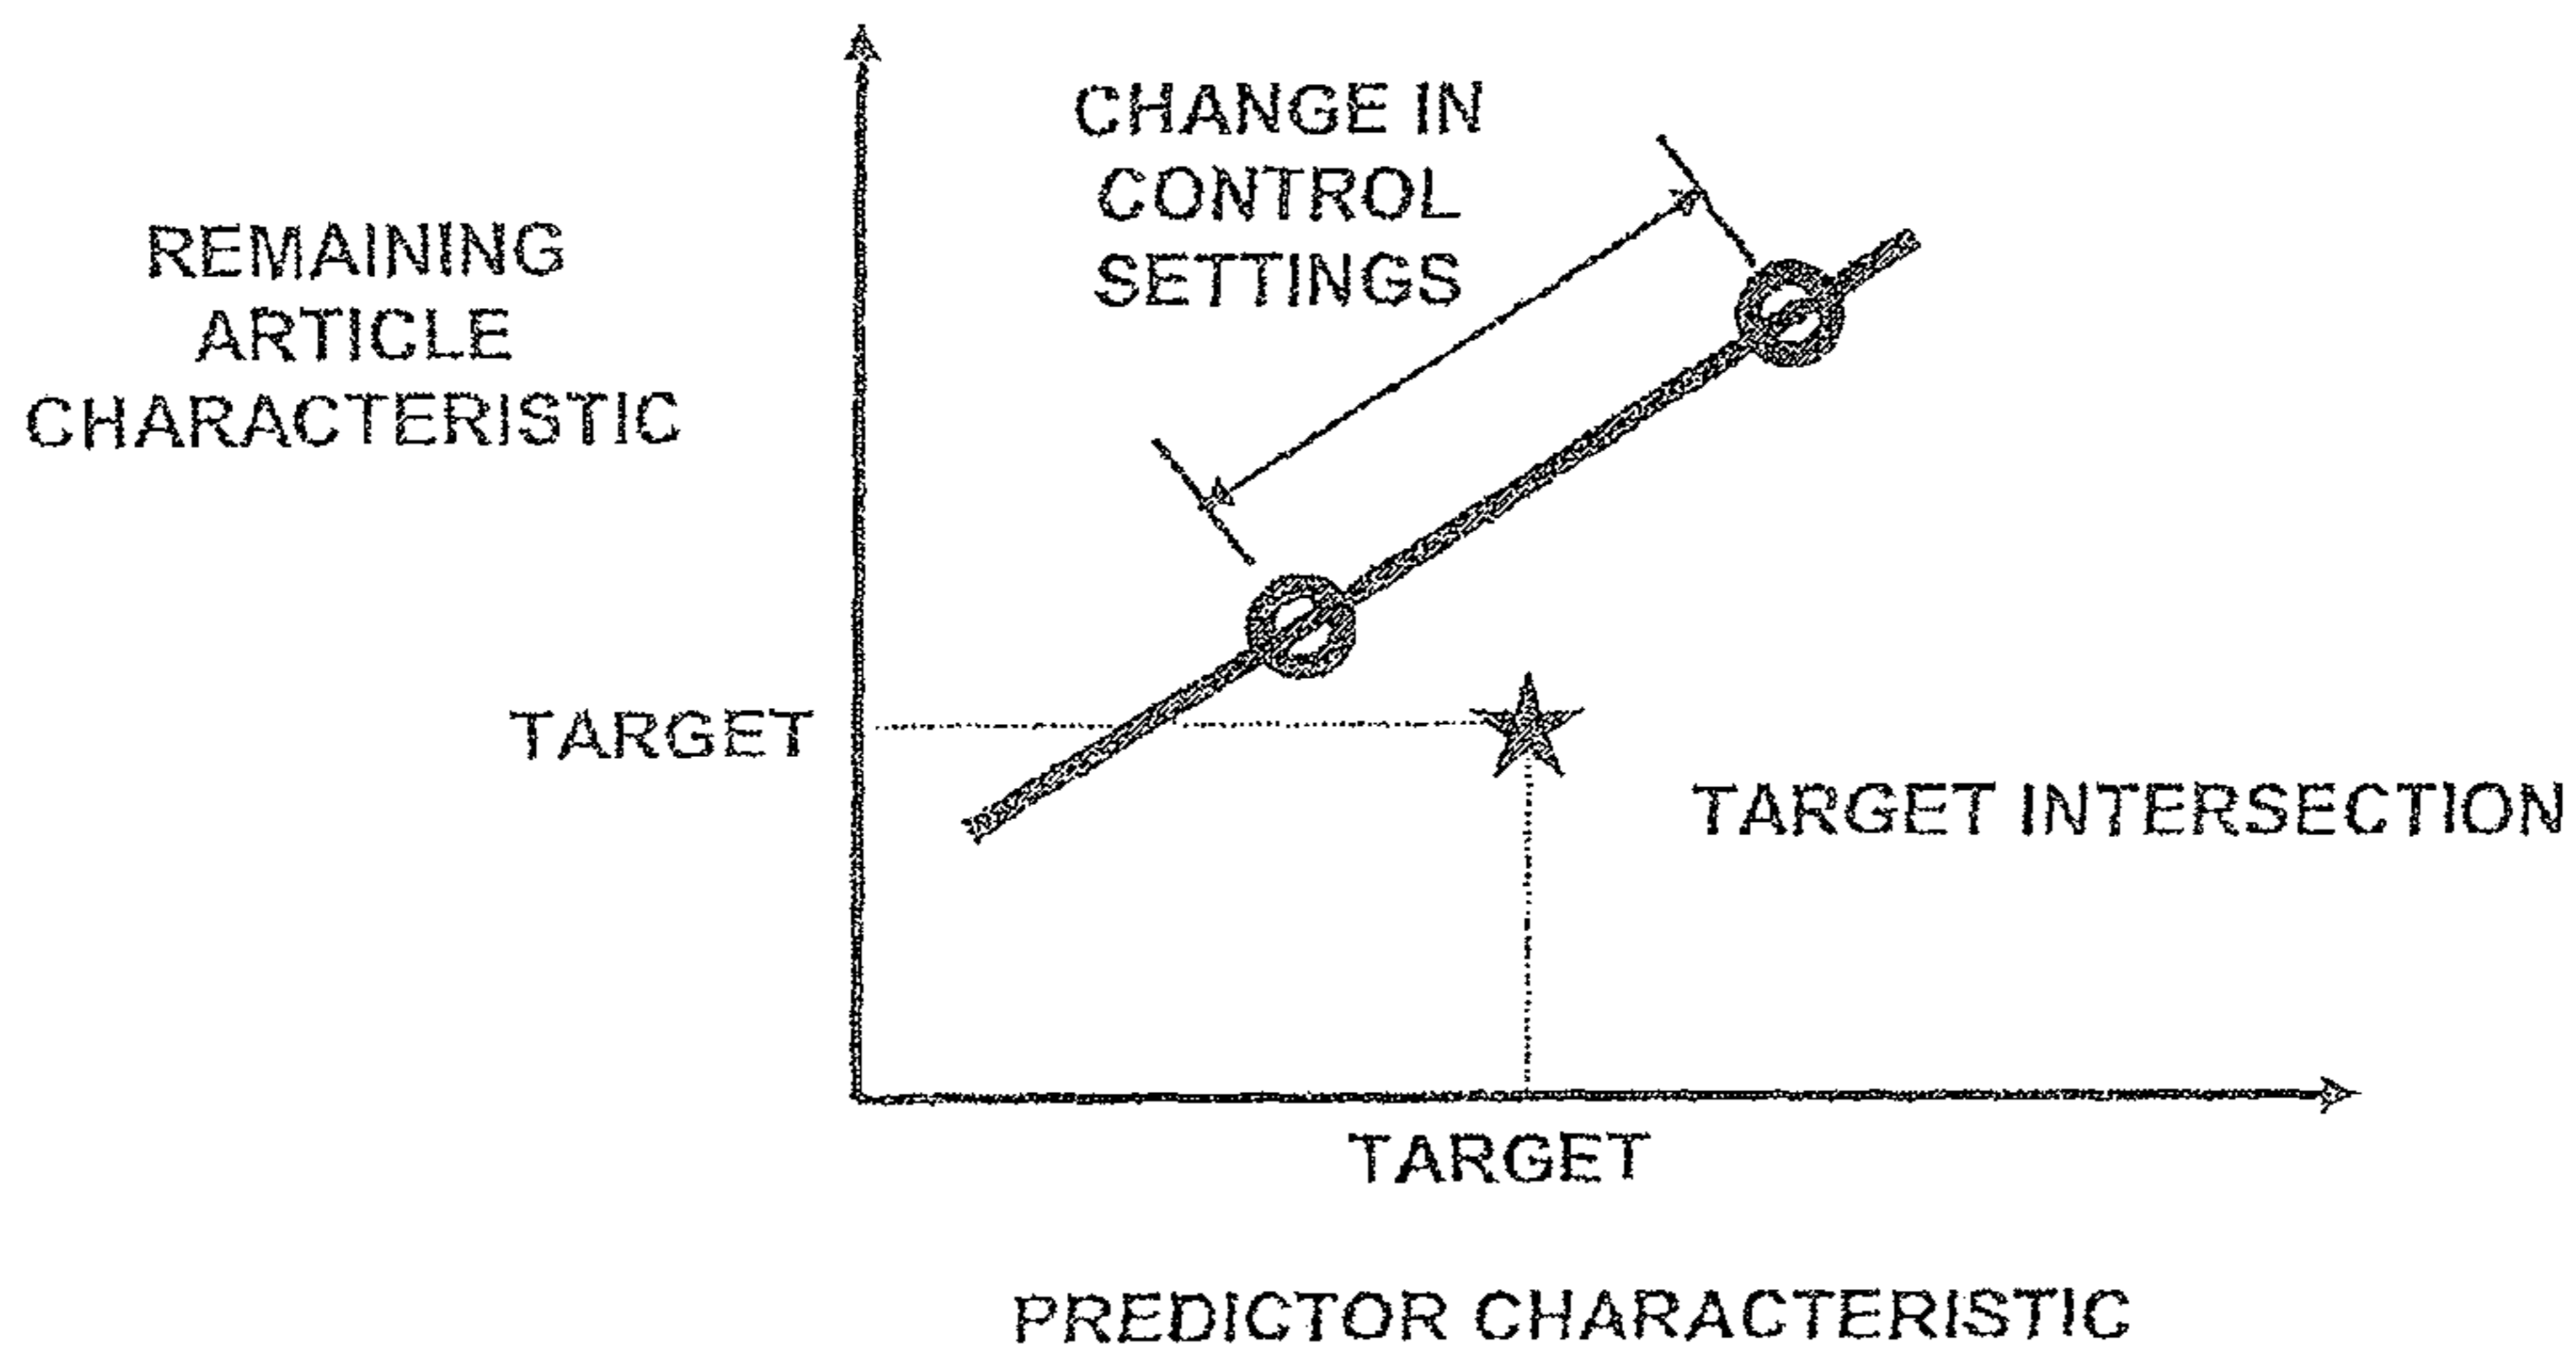 CHANGE IN
CONTROL
SETTINGS
REMAINING
ARTICLE
CHARACTERISTIC
TARGET
TARGET INTERSECTION
TARGET
PREDICTOR CHARACTERISTIC